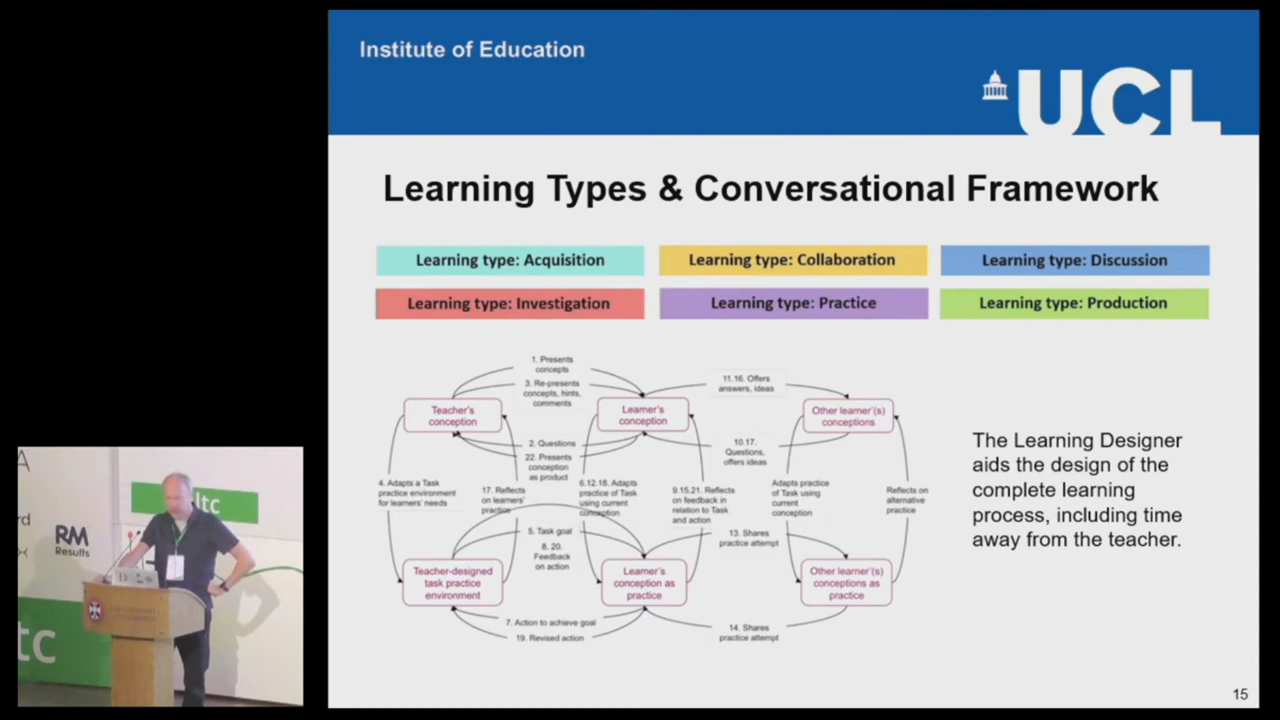 Institute of Education
UCL
Learning Types & Conversational Framework
Learning type: Acquisition
Learning type: Collaboration
Learning type: Discussion
Learning type: Investigation
Learning type: Practice
Learning type: Production
1. Presents
concepts
3. Re-presents
concepts, hints,
comments
11.16. Offers
answers, ideas
Teacher's
conception
Learner's
conception
Other learner'(s)
conceptions
2. Questions
22. Presents
conception
as product
10.17.
Questions,
offers ideas
4. Adapts a Task
practice environment
for learners' needs
17. Reflects
on learners'
practice
6.12.18. Adapts
practice of Task
using current
conception
9.15.21. Reflects
on feedback in
relation to Task
and action
Adapts practice
of Task using
current
conception
Reflects on
alternative
practice
5. Task goal
8. 20.
Feedback
on action
13. Shares
practice attempt
Teacher-designed
task practice
environment
Learner's
conception as
practice
Other learner'(s)
conceptions as
practice
7. Action to achieve goal
19. Revised action
14. Shares
practice attempt
The Learning Designer
aids the design of the
complete learning
process, including time
away from the teacher.
15
A
ltc
rd
RM
Results
tc